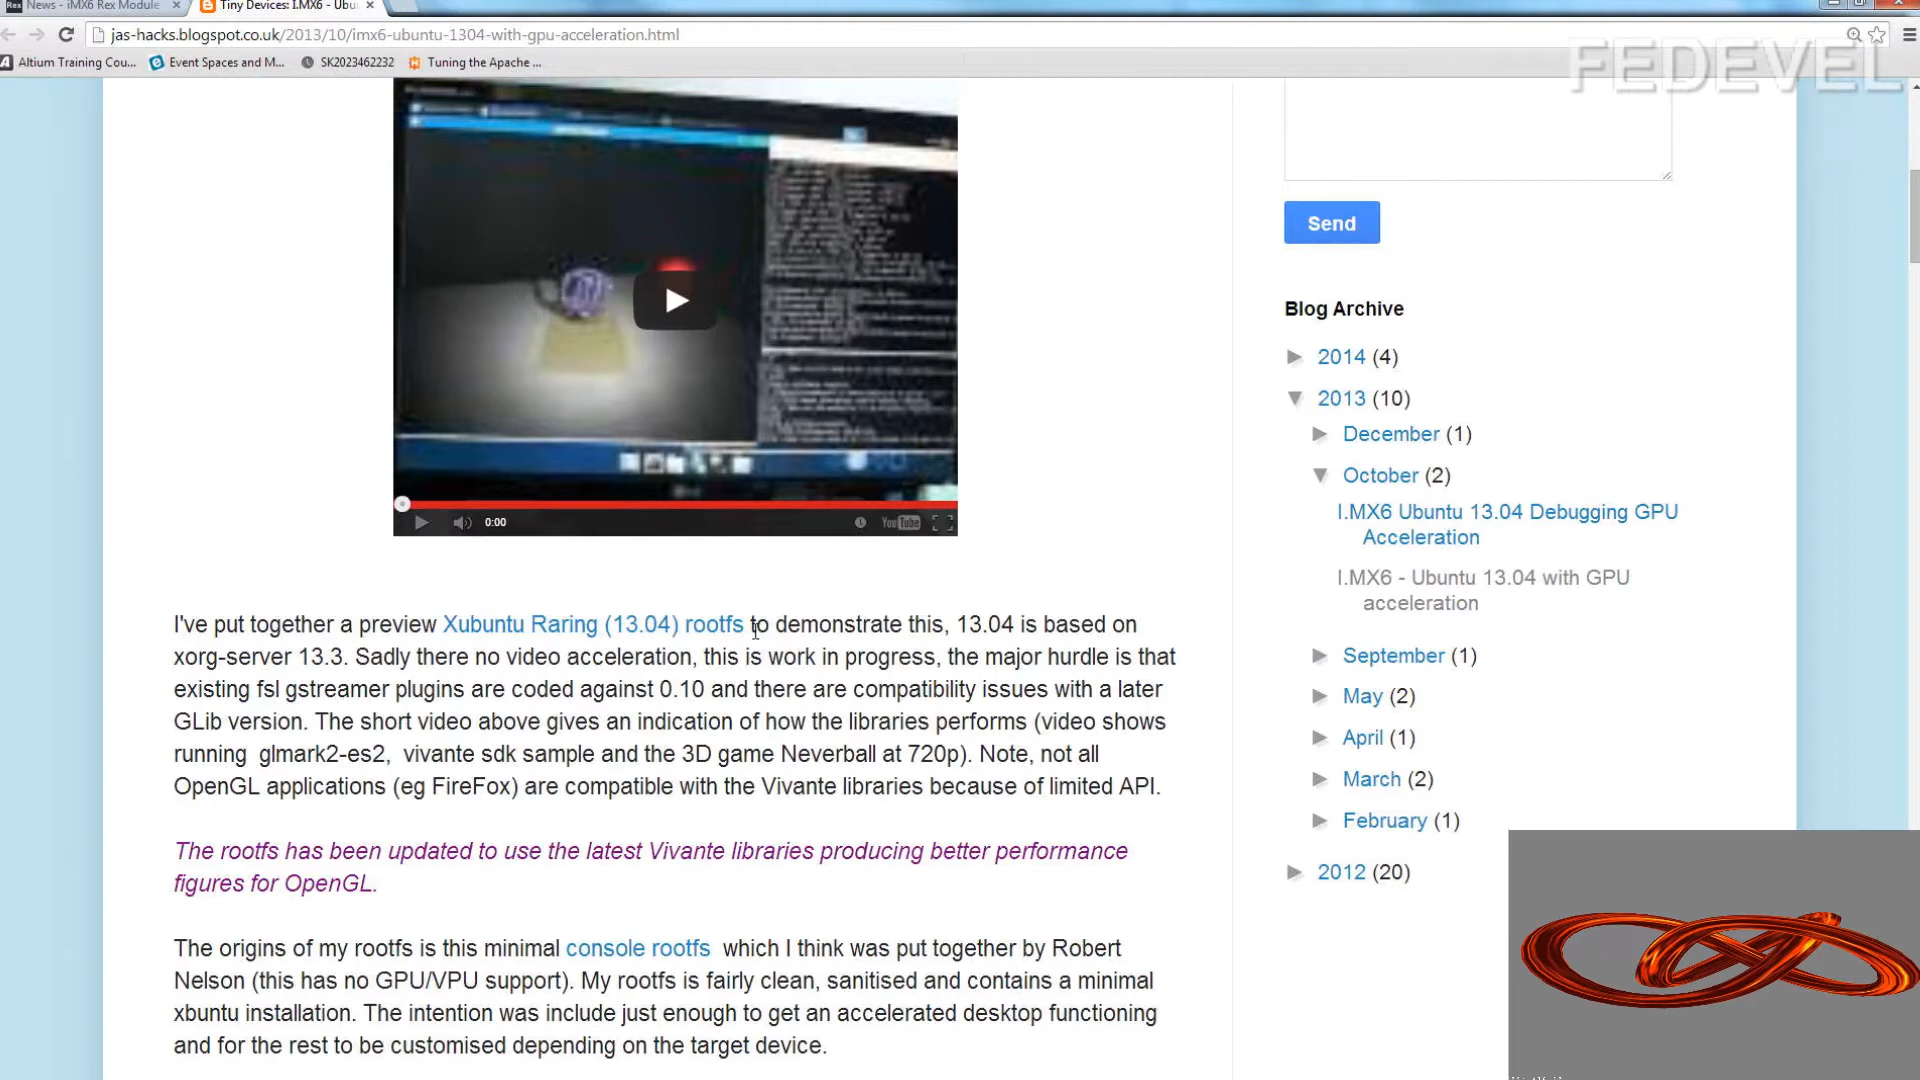 Rex News - iMX6 Rex Module
Tiny Devices: I.MX6 - Ubu
jas-hacks.blogspot.co.uk/2013/10/imx6-ubuntu-1304-with-gpu-acceleration.html
Altium Training Cou...
Event Spaces and M...
SK2023462232
Tuning the Apache ...
FEDEVEL
0:00
YouTube
I've put together a preview Xubuntu Raring (13.04) rootfs to demonstrate this, 13.04 is based on
xorg-server 13.3. Sadly there no video acceleration, this is work in progress, the major hurdle is that
existing fsl gstreamer plugins are coded against 0.10 and there are compatibility issues with a later
GLib version. The short video above gives an indication of how the libraries performs (video shows
running glmark2-es2, vivante sdk sample and the 3D game Neverball at 720p). Note, not all
OpenGL applications (eg FireFox) are compatible with the Vivante libraries because of limited API.
The rootfs has been updated to use the latest Vivante libraries producing better performance
figures for OpenGL.
The origins of my rootfs is this minimal console rootfs which I think was put together by Robert
Nelson (this has no GPU/VPU support). My rootfs is fairly clean, sanitised and contains a minimal
xbuntu installation. The intention was include just enough to get an accelerated desktop functioning
and for the rest to be customised depending on the target device.
Send
Blog Archive
► 2014 (4)
▼ 2013 (10)
► December (1)
▼ October (2)
I.MX6 Ubuntu 13.04 Debugging GPU
Acceleration
I.MX6 - Ubuntu 13.04 with GPU
acceleration
► September (1)
► May (2)
► April (1)
► March (2)
► February (1)
► 2012 (20)